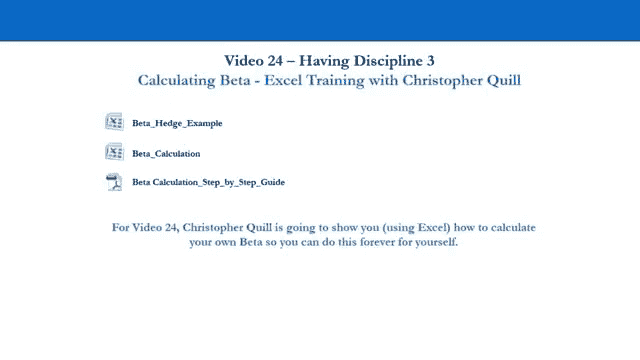 Video 24 – Having Discipline 3
Calculating Beta - Excel Training with Christopher Quill
Beta_Hedge_Example
Beta_Calculation
Beta Calculation_Step_by_Step_Guide
For Video 24, Christopher Quill is going to show you (using Excel) how to calculate
your own Beta so you can do this forever for yourself.